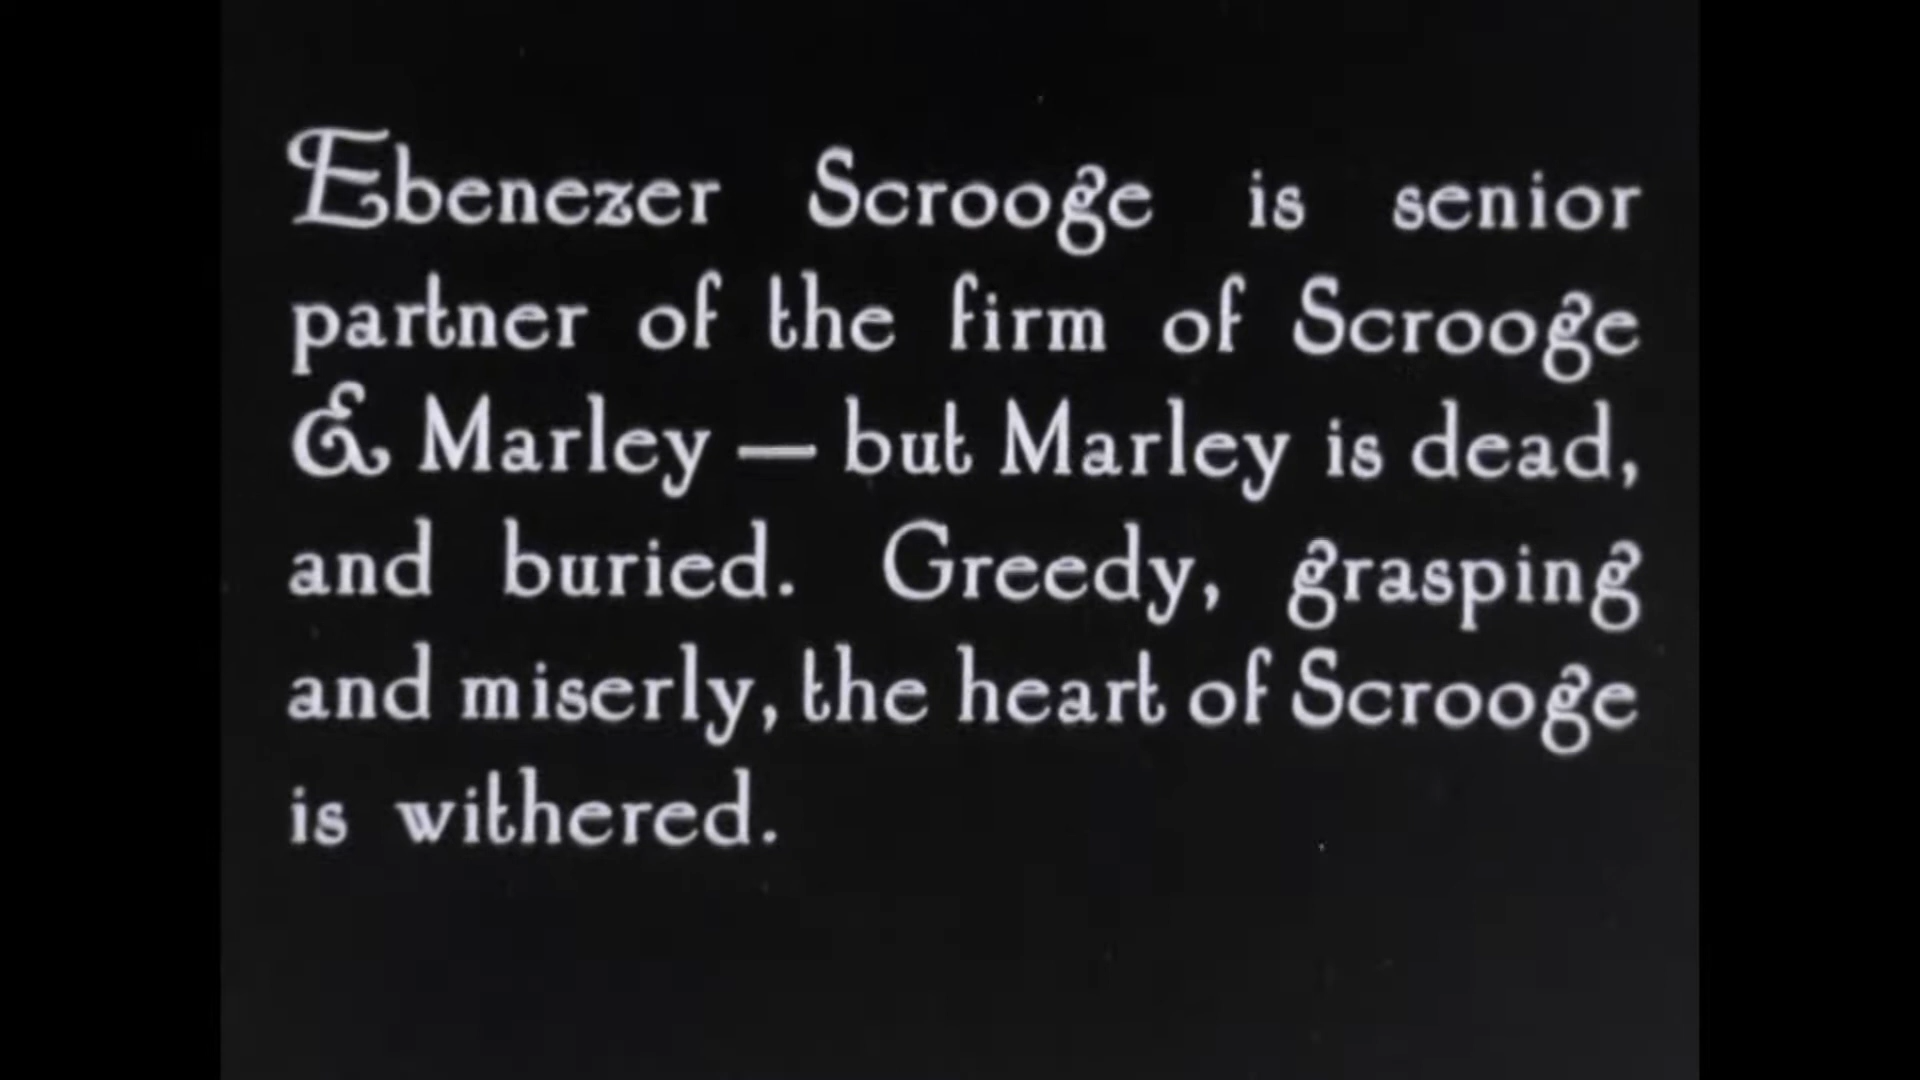 Ebenezer Scrooge is senior
partner of the firm of Scrooge
& Marley — but Marley is dead,
and buried. Greedy, grasping
and miserly, the heart of Scrooge
is withered.